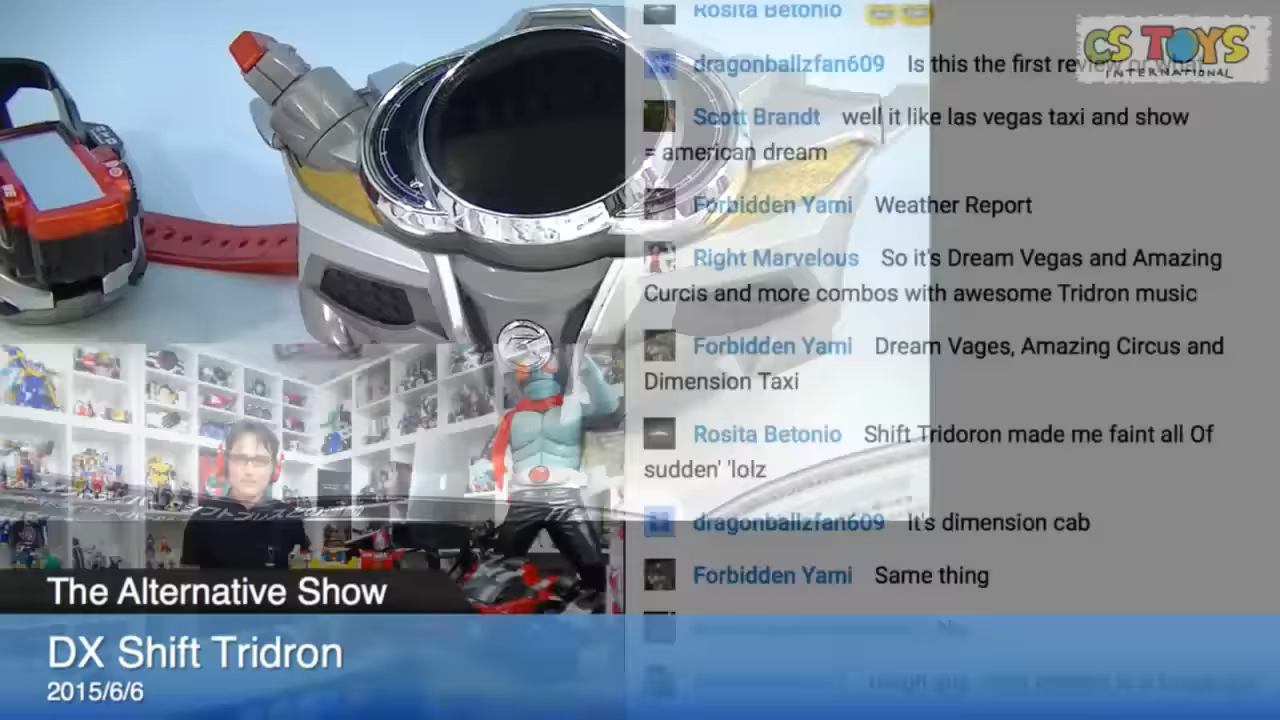 Rosita Betonio
CS TOYS
INTERNATIONAL
dragonballzfan609 Is this the first review on what
Scott Brandt well it like las vegas taxi and show
= american dream
Forbidden Yami Weather Report
Right Marvelous So it's Dream Vegas and Amazing
Curcis and more combos with awesome Tridron music
Forbidden Yami Dream Vages, Amazing Circus and
Dimension Taxi
Rosita Betonio Shift Tridoron made me faint all Of
sudden' 'lolz
dragonballzfan609 It's dimension cab
Forbidden Yami Same thing
The Alternative Show
DX Shift Tridron
2015/6/6